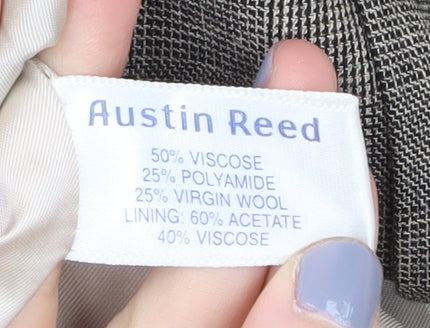 Austin Reed
50% VISCOSE
25% POLYAMIDE
25% VIRGIN WOOL
LINING: 60% ACETATE
40% VISCOSE